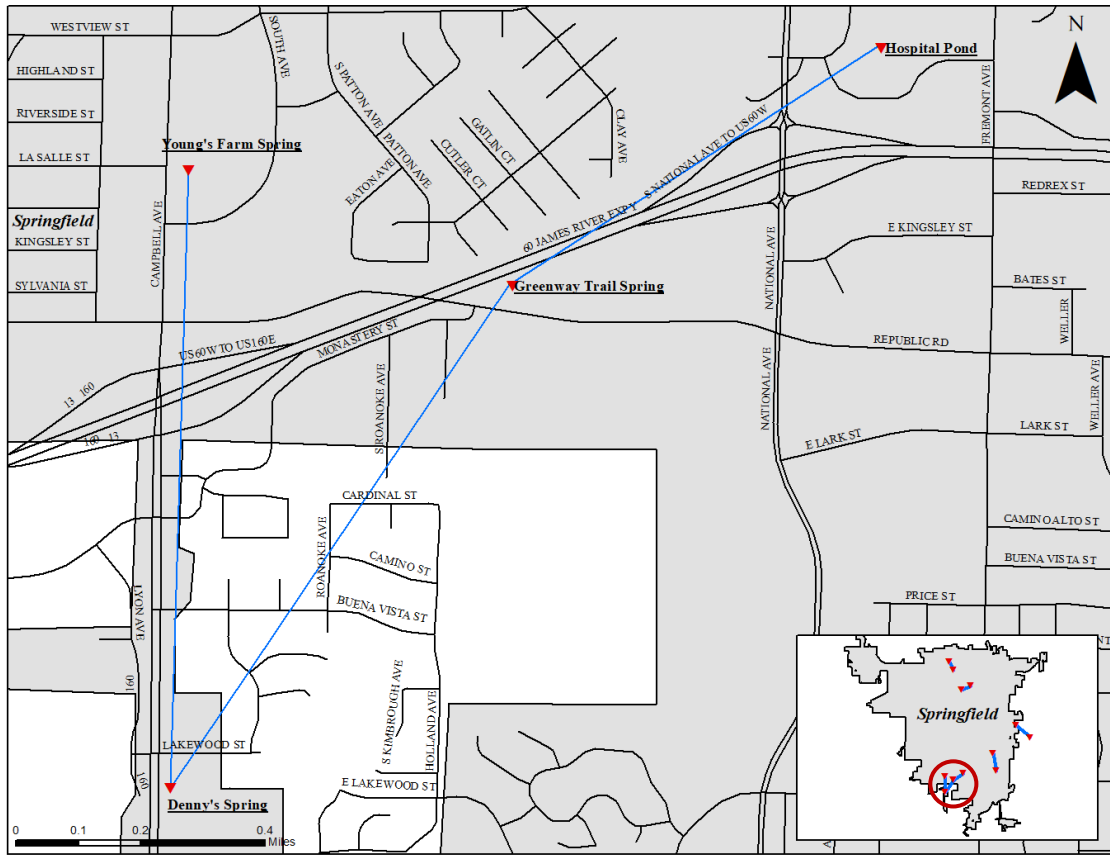 WESTVIEW ST
SOUTH AVE
N
Hospital Pond
HIGHLAND ST
S PATTON AVE
RIVERSIDE ST
CLAY AVE
FREMONT AVE
GATLIN CT
Young's Farm Spring
PATTON AVE
CUTLER CT
LA SALLE ST
EATON AVE
S NATIONAL AVE TO US60W
REDREX ST
Springfield
60 JAMES RIVER EXPY
E KINGSLEY ST
KINGSLEY ST
CAMPBELL AVE
NATIONAL AVE
SYLVANIA ST
Greenway Trail Spring
BATES ST
WELLER
MONASTERY ST
US60W TO US160E
REPUBLIC RD
13 160
S ROANOKE AVE
NATIONAL AVE
WELLER AVE
160 13
E LARK ST
LARK ST
CARDINAL ST
CAMINO ALTO ST
ROANOKE AVE
CAMINO ST
BUENA VISTA ST
LYON AVE
BUENA VISTA ST
PRICE ST
160
S KIMBROUGH AVE
HOLLAND AVE
Springfield
LAKEWOOD ST
160
E LAKEWOOD ST
Denny's Spring
0 0.1 0.2 0.4
Miles